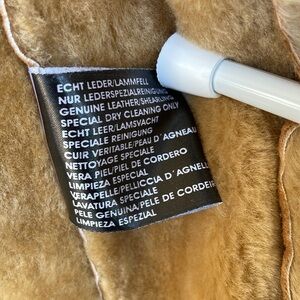 ECHT LEDER/LAMMFELL
NUR LEDERSPEZIALREINIGUNG
GENUINE LEATHER/SHEARLING
SPECIAL DRY CLEANING ONLY
ECHT LEER/LAMSVACHT
SPECIALE REINIGING
CUIR VERITABLE/PEAU D´AGNEAU
NETTOYAGE SPECIALE
VERA PIEL/PIEL DE CORDERO
LIMPIEZA ESPECIAL
VERAPELLE/PELLICCIA D´AGNELL
LAVATURA SPECIALE
PELE GENUINA/PELE DE CORDEIR
LIMPIEZA ESPEZIAL